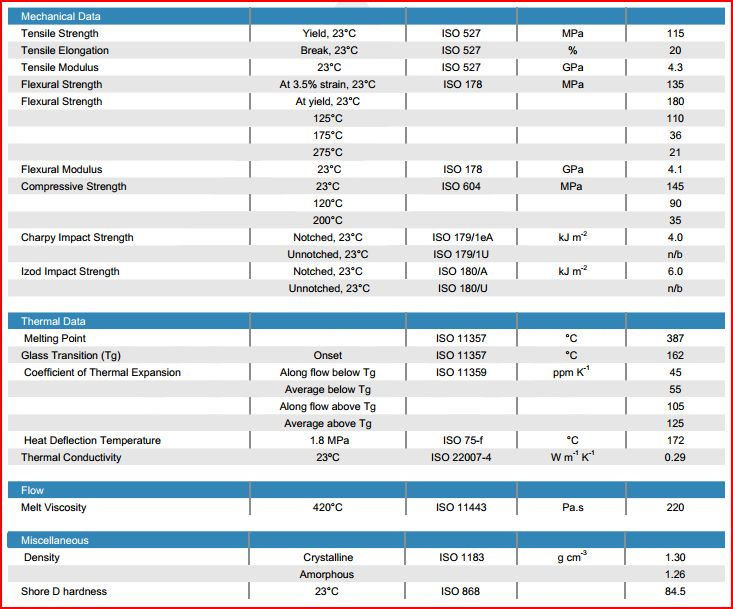 Mechanical Data
Tensile Strength Yield, 23°C ISO 527 MPa 115
Tensile Elongation Break, 23°C ISO 527 % 20
Tensile Modulus 23°C ISO 527 GPa 4.3
Flexural Strength At 3.5% strain, 23°C ISO 178 MPa 135
Flexural Strength At yield, 23°C 180
125°C 110
175°C 36
275°C 21
Flexural Modulus 23°C ISO 178 GPa 4.1
Compressive Strength 23°C ISO 604 MPa 145
120°C 90
200°C 35
Charpy Impact Strength Notched, 23°C ISO 179/1eA kJ m⁻² 4.0
Unnotched, 23°C ISO 179/1U n/b
Izod Impact Strength Notched, 23°C ISO 180/A kJ m⁻² 6.0
Unnotched, 23°C ISO 180/U n/b
Thermal Data
Melting Point ISO 11357 °C 387
Glass Transition (Tg) Onset ISO 11357 °C 162
Coefficient of Thermal Expansion Along flow below Tg ISO 11359 ppm K⁻¹ 45
Average below Tg 55
Along flow above Tg 105
Average above Tg 125
Heat Deflection Temperature 1.8 MPa ISO 75-f °C 172
Thermal Conductivity 23ºC ISO 22007-4 W m⁻¹ K⁻¹ 0.29
Flow
Melt Viscosity 420°C ISO 11443 Pa.s 220
Miscellaneous
Density Crystalline ISO 1183 g cm⁻³ 1.30
Amorphous 1.26
Shore D hardness 23°C ISO 868 84.5